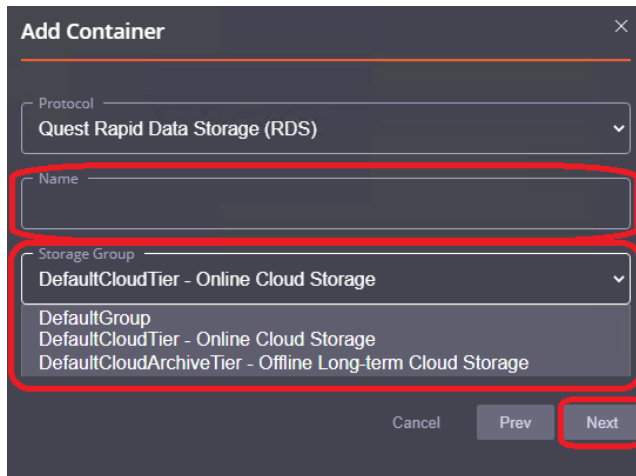 Add Container
Protocol
Quest Rapid Data Storage (RDS)
Name
Storage Group
DefaultCloudTier - Online Cloud Storage
DefaultGroup
DefaultCloudTier - Online Cloud Storage
DefaultCloudArchiveTier - Offline Long-term Cloud Storage
Cancel Prev Next